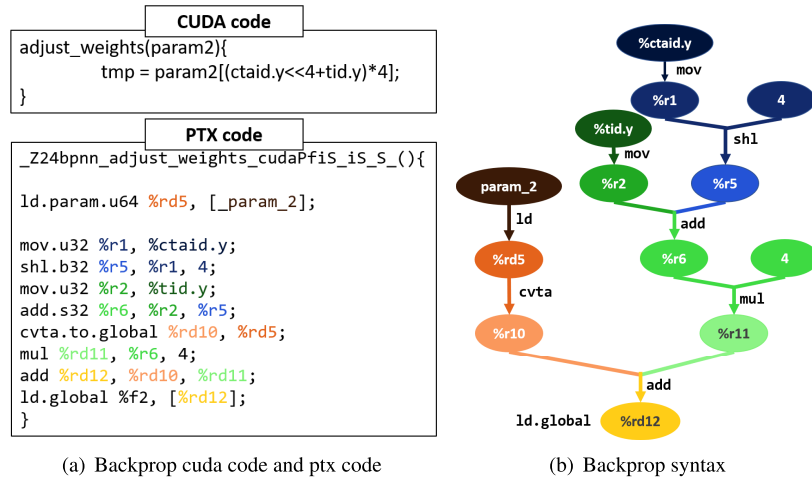 CUDA code
adjust_weights(param2){
tmp = param2[(ctaid.y<<4+tid.y)*4];
}
PTX code
_Z24bpnn_adjust_weights_cudaPfiS_iS_S_(){
ld.param.u64 %rd5, [_param_2];
mov.u32 %r1, %ctaid.y;
shl.b32 %r5, %r1, 4;
mov.u32 %r2, %tid.y;
add.s32 %r6, %r2, %r5;
cvta.to.global %rd10, %rd5;
mul %rd11, %r6, 4;
add %rd12, %rd10, %rd11;
ld.global %f2, [%rd12];
}
(a) Backprop cuda code and ptx code
%ctaid.y
mov
%r1
4
%tid.y
shl
mov
param_2
%r2
%r5
ld
add
%rd5
%r6
4
cvta
mul
%r10
%r11
add
ld.global
%rd12
(b) Backprop syntax